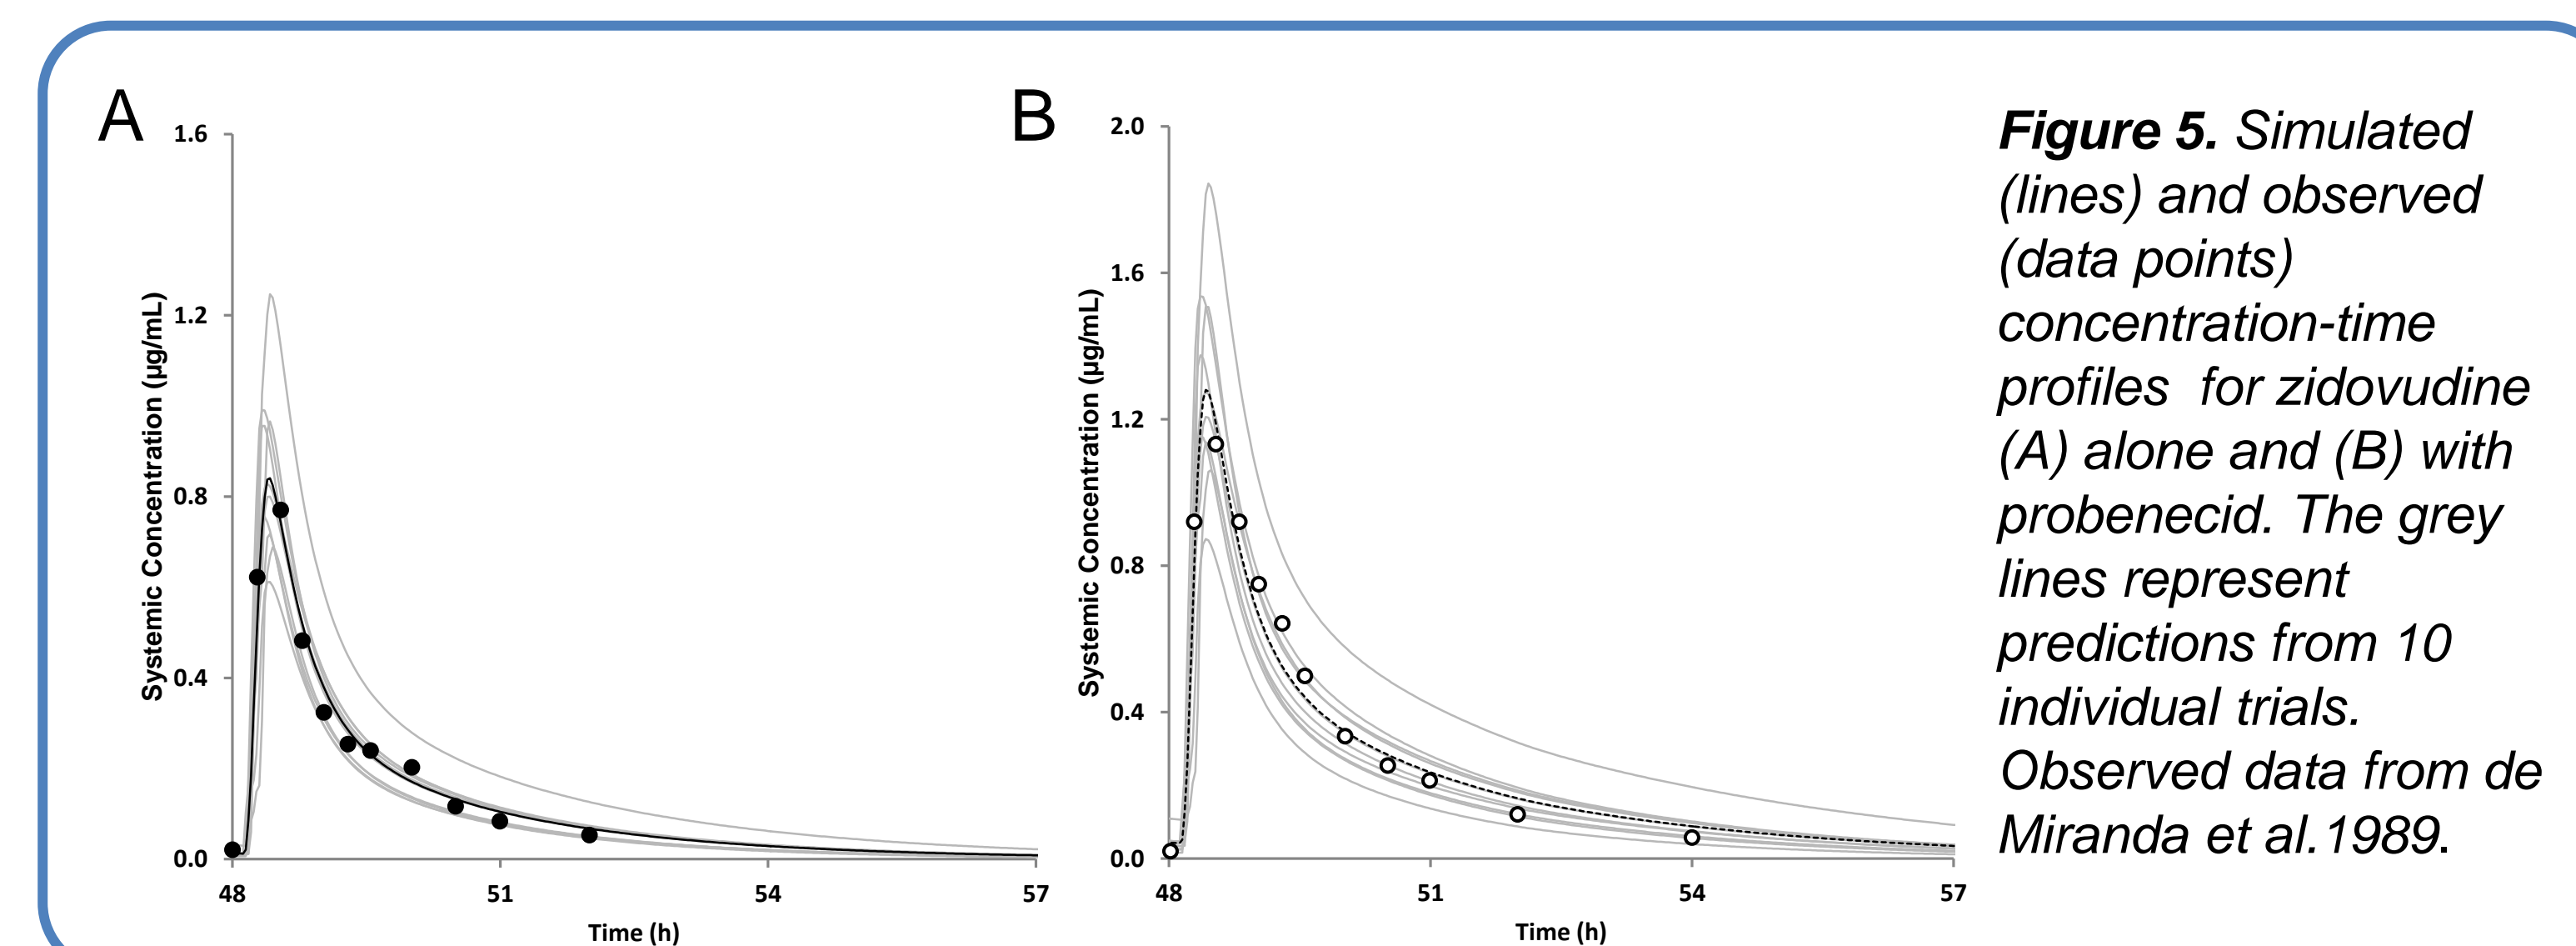 A
1.6
1.2
0.8
0.4
0.0
Systemic Concentration (µg/mL)
48
51
54
57
Time (h)
B
2.0
1.6
1.2
0.8
0.4
0.0
Systemic Concentration (µg/mL)
48
51
54
57
Time (h)
Figure 5. Simulated
(lines) and observed
(data points)
concentration-time
profiles for zidovudine
(A) alone and (B) with
probenecid. The grey
lines represent
predictions from 10
individual trials.
Observed data from de
Miranda et al.1989.